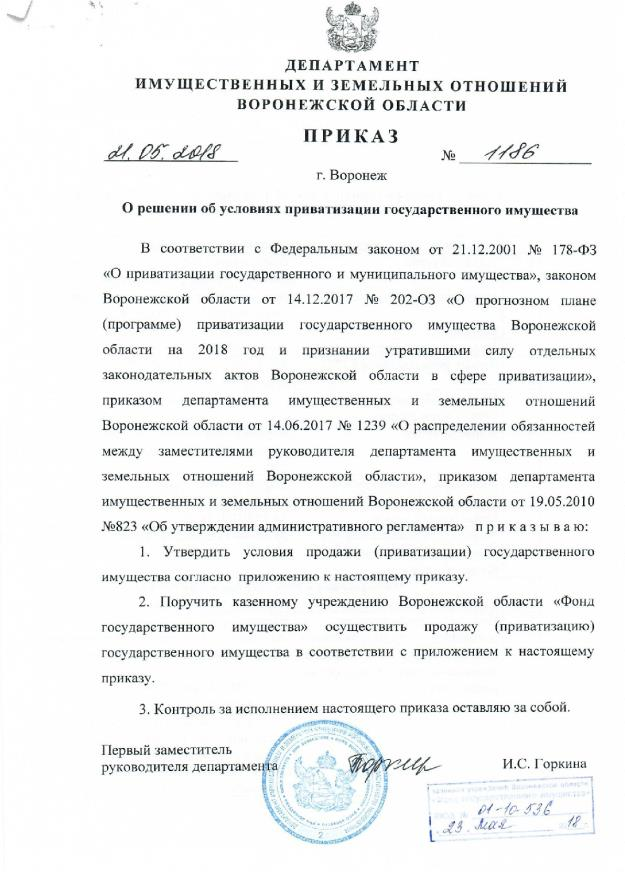 ДЕПАРТАМЕНТ
ИМУЩЕСТВЕННЫХ И ЗЕМЕЛЬНЫХ ОТНОШЕНИЙ
ВОРОНЕЖСКОЙ ОБЛАСТИ
ПРИКАЗ
21.05.2018 № 1186
г. Воронеж
О решении об условиях приватизации государственного имущества
В соответствии с Федеральным законом от 21.12.2001 № 178-ФЗ
«О приватизации государственного и муниципального имущества», законом
Воронежской области от 14.12.2017 № 202-ОЗ «О прогнозном плане
(программе) приватизации государственного имущества Воронежской
области на 2018 год и признании утратившими силу отдельных
законодательных актов Воронежской области в сфере приватизации»,
приказом департамента имущественных и земельных отношений
Воронежской области от 14.06.2017 № 1239 «О распределении обязанностей
между заместителями руководителя департамента имущественных и
земельных отношений Воронежской области», приказом департамента
имущественных и земельных отношений Воронежской области от 19.05.2010
№823 «Об утверждении административного регламента» п р и к а з ы в а ю:
1. Утвердить условия продажи (приватизации) государственного
имущества согласно приложению к настоящему приказу.
2. Поручить казенному учреждению Воронежской области «Фонд
государственного имущества» осуществить продажу (приватизацию)
государственного имущества в соответствии с приложением к настоящему
приказу.
3. Контроль за исполнением настоящего приказа оставляю за собой.
Первый заместитель
руководителя департамента И.С. Горкина
2
01-10-536
23 мая 18